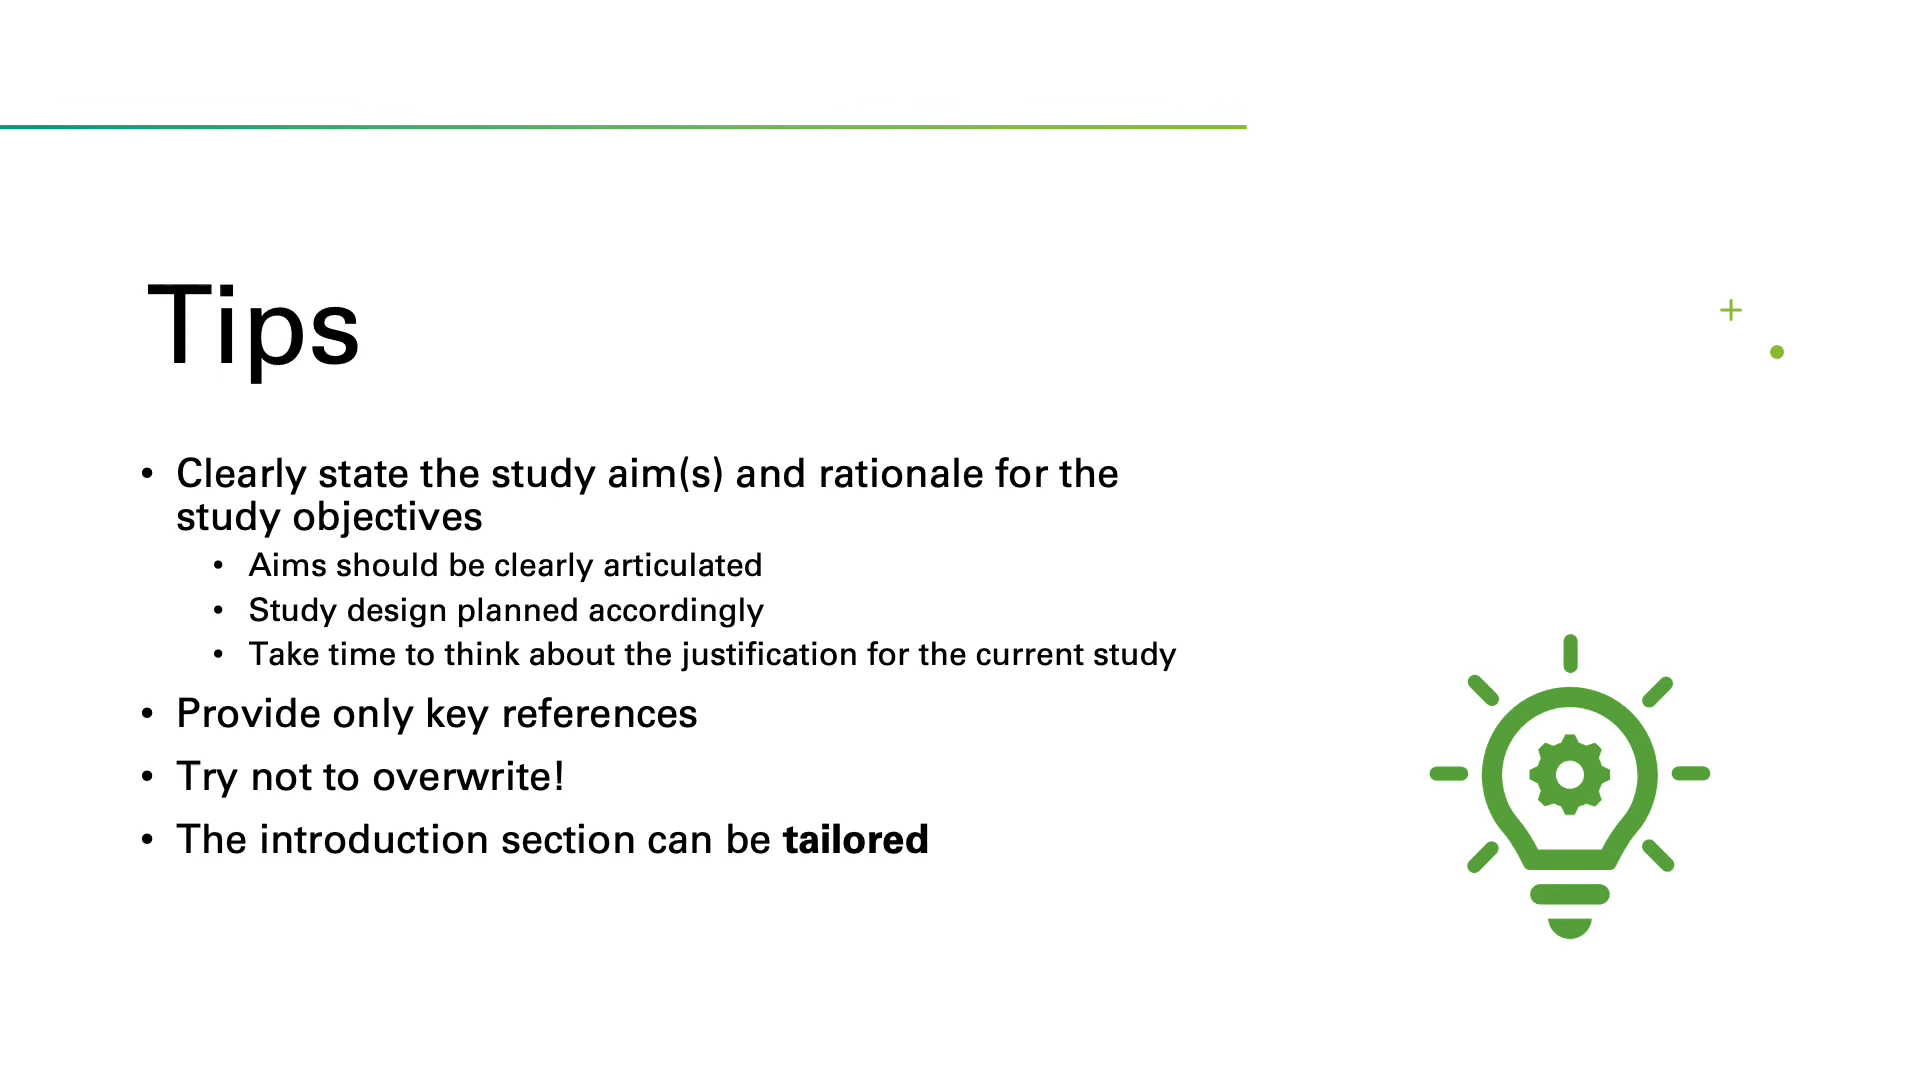 Tips
• Clearly state the study aim(s) and rationale for the
study objectives
• Aims should be clearly articulated
• Study design planned accordingly
• Take time to think about the justification for the current study
• Provide only key references
• Try not to overwrite!
• The introduction section can be tailored